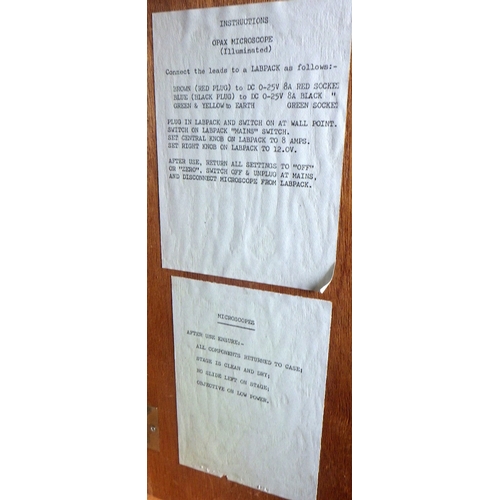 INSTRUCTIONS
OPAX MICROSCOPE
(Illuminated)
Connect the leads to a LABPACK as follows:-
BROWN (RED PLUG) to DC 0-25V 8A RED SOCKET
BLUE (BLACK PLUG) to DC 0-25V 8A BLACK "
GREEN & YELLOW to EARTH GREEN SOCKET
PLUG IN LABPACK AND SWITCH ON AT WALL POINT.
SWITCH ON LABPACK "MAINS" SWITCH.
SET CENTRAL KNOB ON LABPACK TO 8 AMPS.
SET RIGHT KNOB ON LABPACK TO 12.0V.
AFTER USE, RETURN ALL SETTINGS TO "OFF"
OR "ZERO". SWITCH OFF & UNPLUG AT MAINS,
AND DISCONNECT MICROSCOPE FROM LABPACK.
MICROSCOPES
AFTER USE ENSURE:-
ALL COMPONENTS RETURNED TO CASE;
STAGE IS CLEAN AND DRY;
NO SLIDE LEFT ON STAGE;
OBJECTIVE ON LOW POWER.